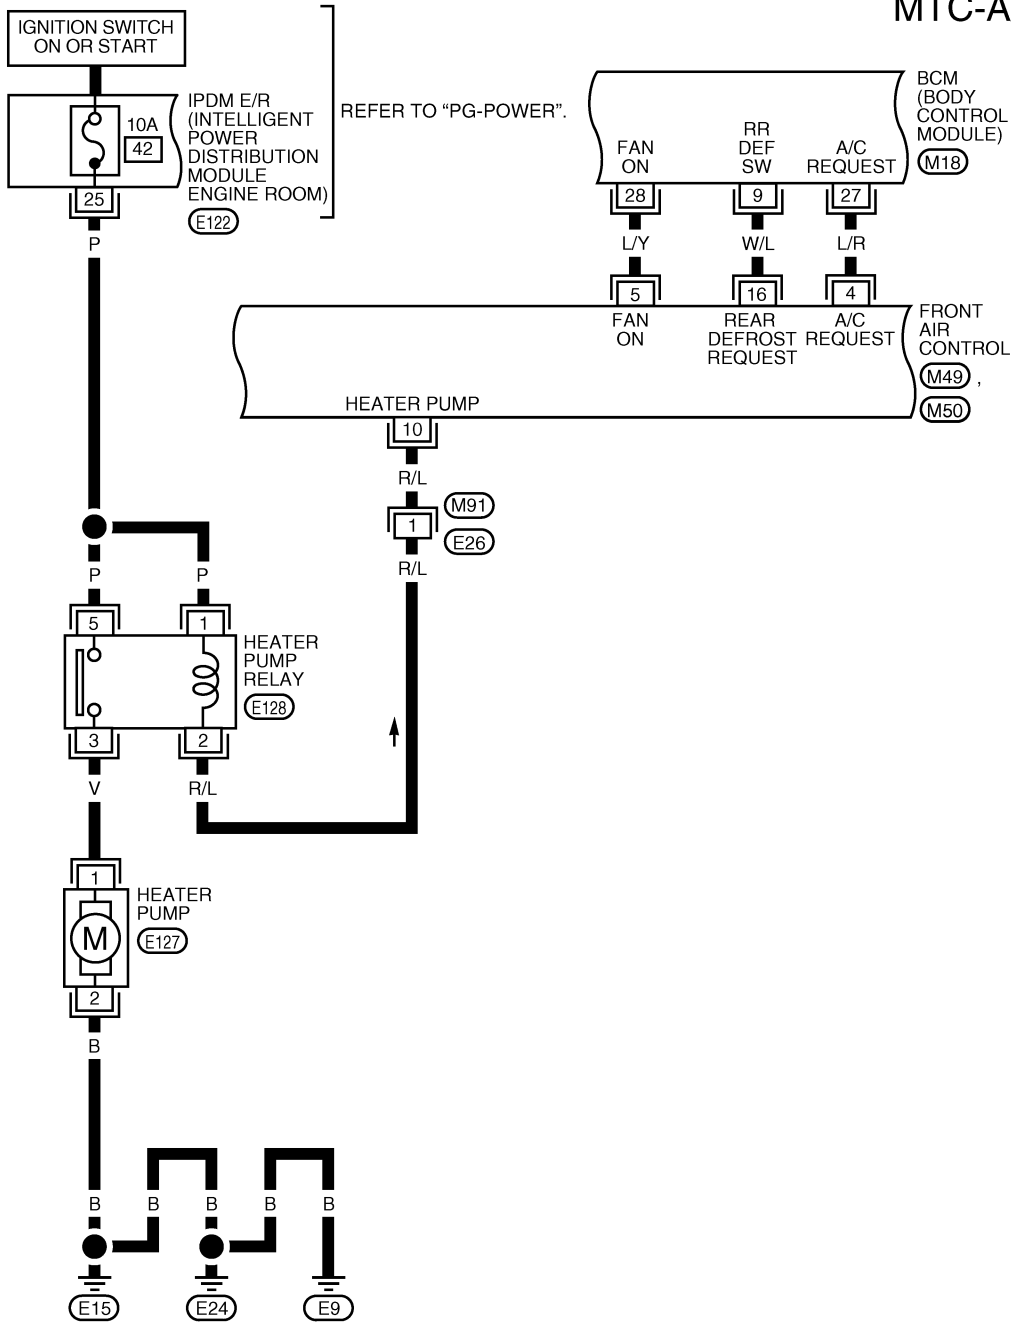 MTC-A
IGNITION SWITCH
ON OR START
IPDM E/R
(INTELLIGENT
POWER
DISTRIBUTION
MODULE
ENGINE ROOM)
E122
10A
42
25
P
REFER TO “PG-POWER”.
BCM
(BODY
CONTROL
MODULE)
M18
FAN
ON
RR
DEF
SW
A/C
REQUEST
28
9
27
L/Y
W/L
L/R
5
16
4
FAN
ON
REAR
DEFROST
REQUEST
A/C
REQUEST
FRONT
AIR
CONTROL
M49 ,
M50
HEATER PUMP
10
R/L
M91
1
E26
R/L
P
P
5
1
HEATER
PUMP
RELAY
E128
3
2
V
R/L
1
HEATER
PUMP
M
E127
2
B
B
B
B
B
B
E15
E24
E9